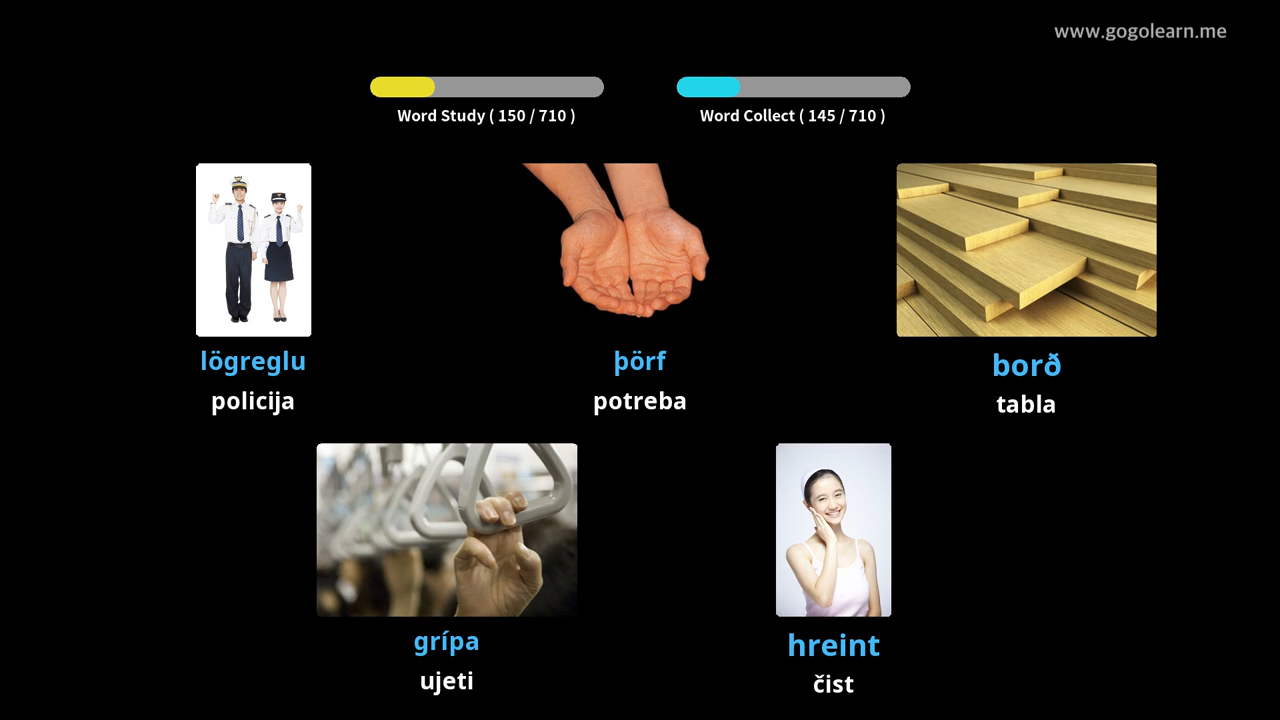 www.gogolearn.me
Word Study ( 150 / 710 )
Word Collect ( 145 / 710 )
lögreglu
policija
þörf
potreba
borð
tabla
grípa
ujeti
hreint
čist